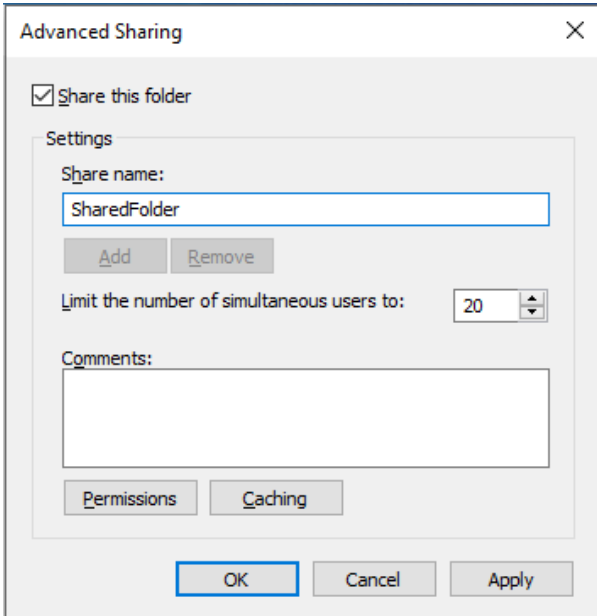 Advanced Sharing
Share this folder
Settings
Share name:
SharedFolder
Add Remove
Limit the number of simultaneous users to: 20
Comments:
Permissions Caching
OK Cancel Apply